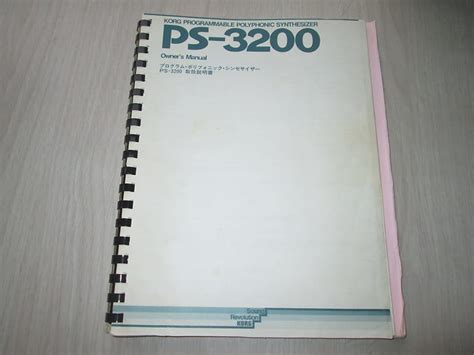 KORG PROGRAMMABLE POLYPHONIC SYNTHESIZER
PS-3200
Owner's Manual
プログラム・ポリフォニック・シンセサイザー
PS-3200 取扱説明書
Sound
Revolution
KORG